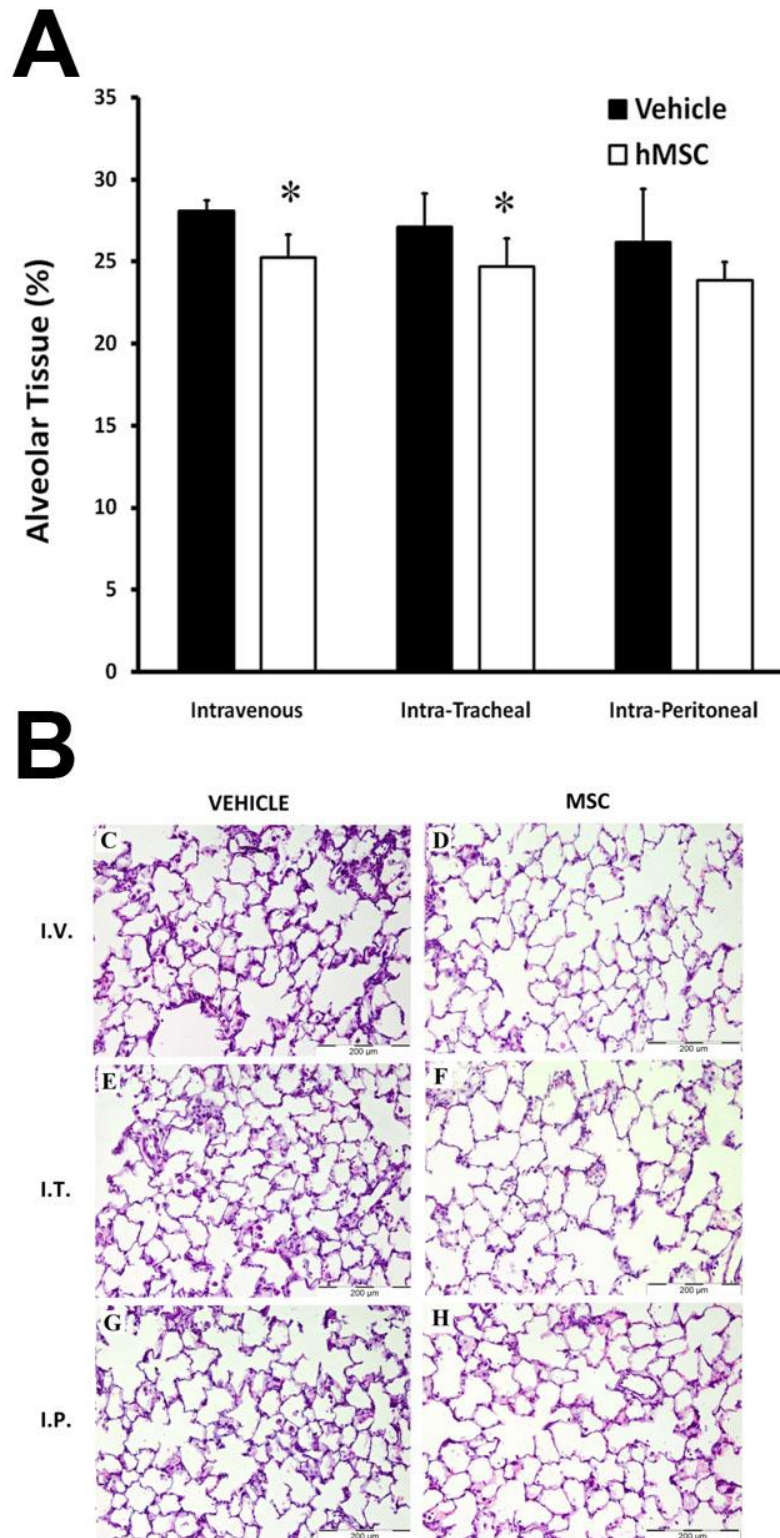 A
35
30
25
20
15
10
5
0
Alveolar Tissue (%)
Vehicle
hMSC
*
*
Intravenous Intra-Tracheal Intra-Peritoneal
B
VEHICLE MSC
I.V.
C
200 µm
D
200 µm
I.T.
E
200 µm
F
200 µm
I.P.
G
200 µm
H
200 µm